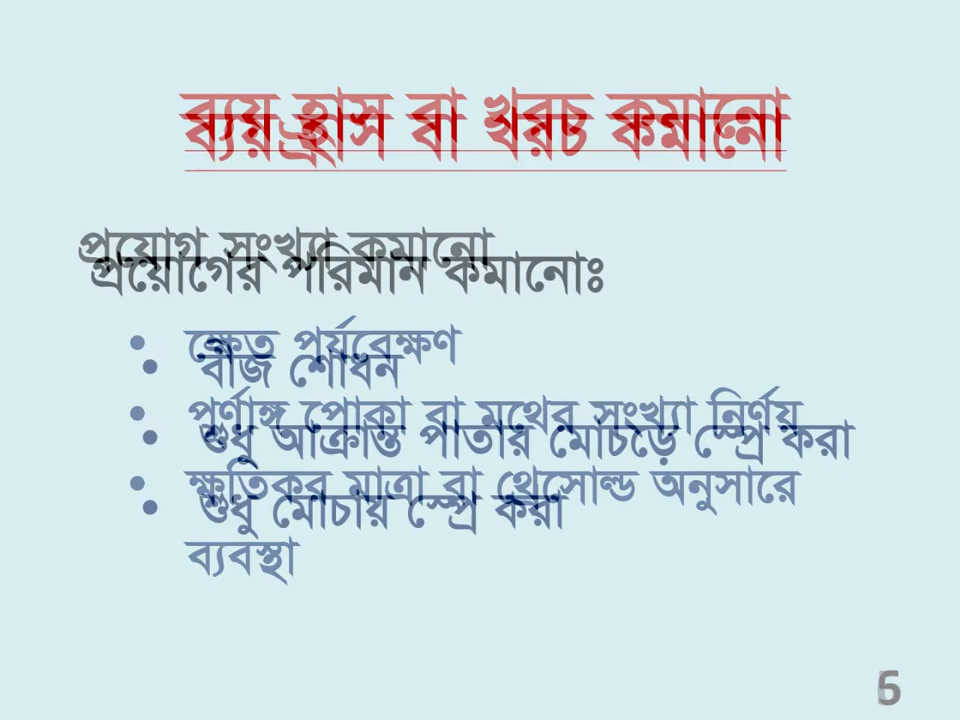 ব্যয় হ্রাস বা খরচ কমানো
প্রয়োগ সংখ্যা কমানো
প্রয়োগের পরিমান কমানোঃ
• ক্ষেত পর্যবেক্ষণ
• বীজ শোধন
• পূর্ণাঙ্গ পোকা বা মথের সংখ্যা নির্ণয়
• শুধু আক্রান্ত পাতার মোচড়ে স্প্রে করা
• ক্ষতিকর মাত্রা বা থ্রেসোল্ড অনুসারে
• শুধু মোচায় স্প্রে করা
ব্যবস্থা